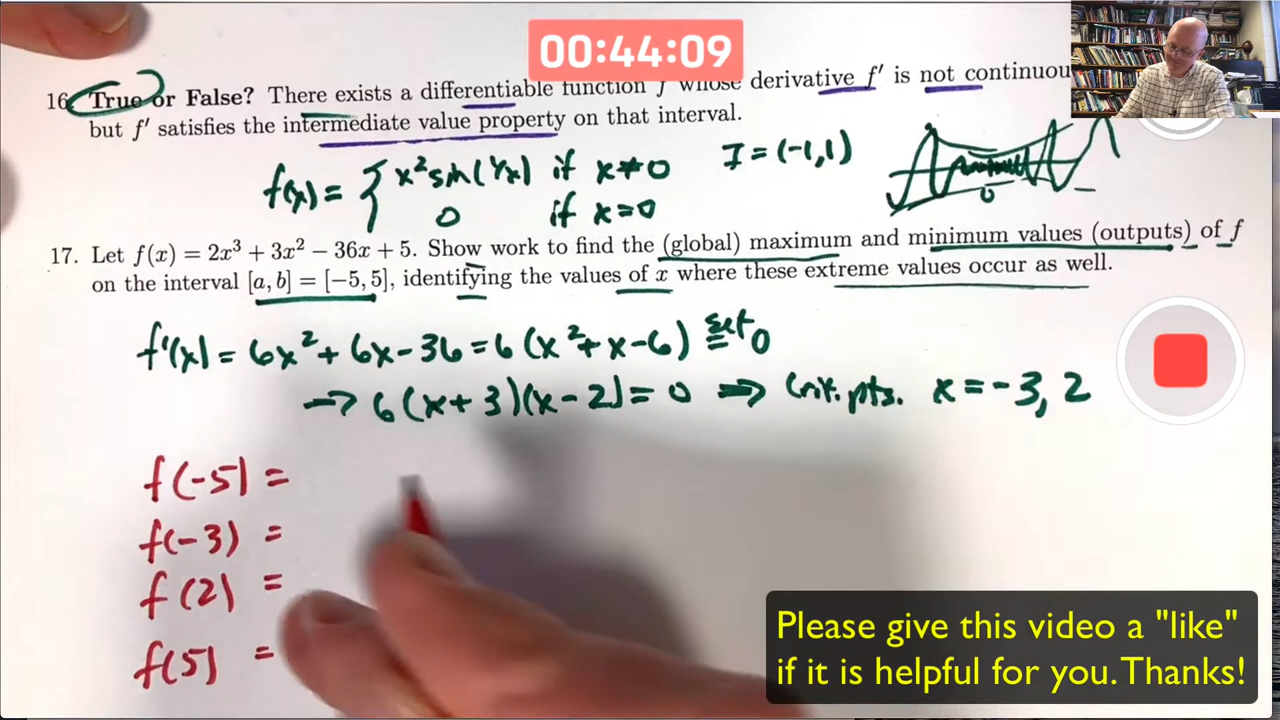 00:44:09
16. True or False? There exists a differentiable function f whose derivative f′ is not continuou
but f′ satisfies the intermediate value property on that interval.
f(x) = { x² sin(1/x) if x ≠ 0 I = (-1,1)
0 if x = 0
0
17. Let f(x) = 2x³ + 3x² − 36x + 5. Show work to find the (global) maximum and minimum values (outputs) of f
on the interval [a, b] = [−5, 5], identifying the values of x where these extreme values occur as well.
f'(x) = 6x² + 6x - 36 = 6(x² + x - 6) set= 0
⇒ 6(x+3)(x-2) = 0 ⇒ Crit. pts. x = -3, 2
f(-5) =
f(-3) =
f(2) =
f(5) =
Please give this video a "like"
if it is helpful for you. Thanks!